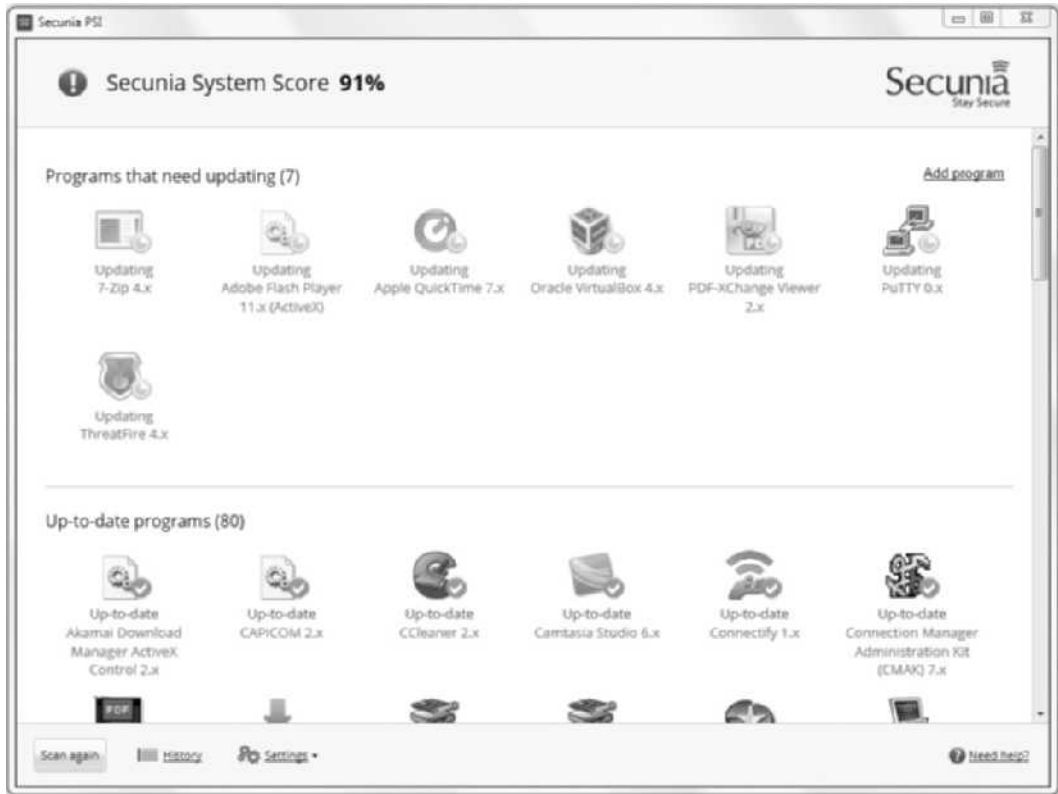 Secunia PSI
Secunia System Score 91%
Secunia
Stay Secure
Programs that need updating (7)
Add program
Updating
7-Zip 4.x
Updating
Adobe Flash Player
11.x (ActiveX)
Updating
Apple QuickTime 7.x
Updating
Oracle VirtualBox 4.x
Updating
PDF-XChange Viewer
2.x
Updating
PuTTY 0.x
Updating
ThreatFire 4.x
Up-to-date programs (80)
Up-to-date
Akamai Download
Manager ActiveX
Control 2.x
Up-to-date
CAPICOM 2.x
Up-to-date
CCleaner 2.x
Up-to-date
Camtasia Studio 6.x
Up-to-date
Connectify 1.x
Up-to-date
Connection Manager
Administration Kit
(CMAK) 7.x
PDF
Scan again
History
Settings
Need help?